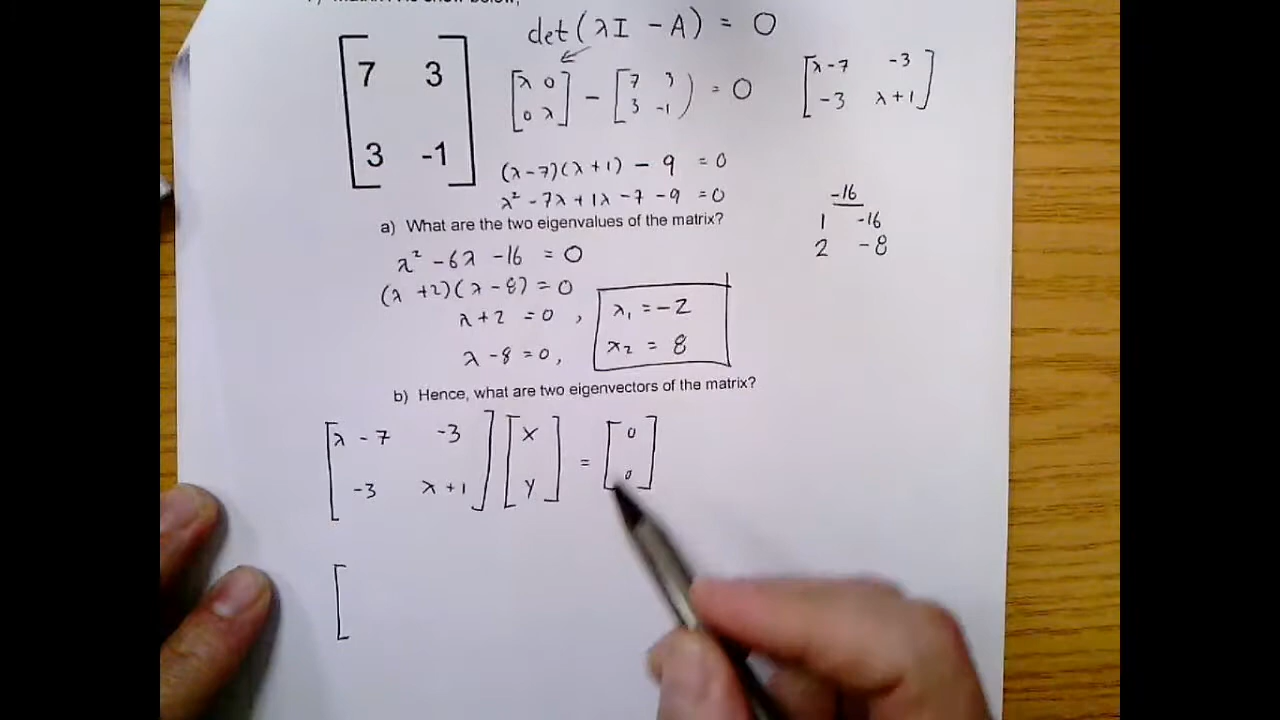 det(λI - A) = 0
[7 3
3 -1]
[λ 0
0 λ] - [7 3
3 -1) = 0
[λ-7 -3
-3 λ+1]
(λ-7)(λ+1) - 9 = 0
λ² - 7λ + 1λ - 7 - 9 = 0
-16
1 -16
2 -8
a) What are the two eigenvalues of the matrix?
λ² - 6λ - 16 = 0
(λ + 2)(λ - 8) = 0
λ + 2 = 0 , λ₁ = -2
λ - 8 = 0, λ₂ = 8
b) Hence, what are two eigenvectors of the matrix?
[λ - 7 -3
-3 λ + 1] [x
y] = [0
0]
[